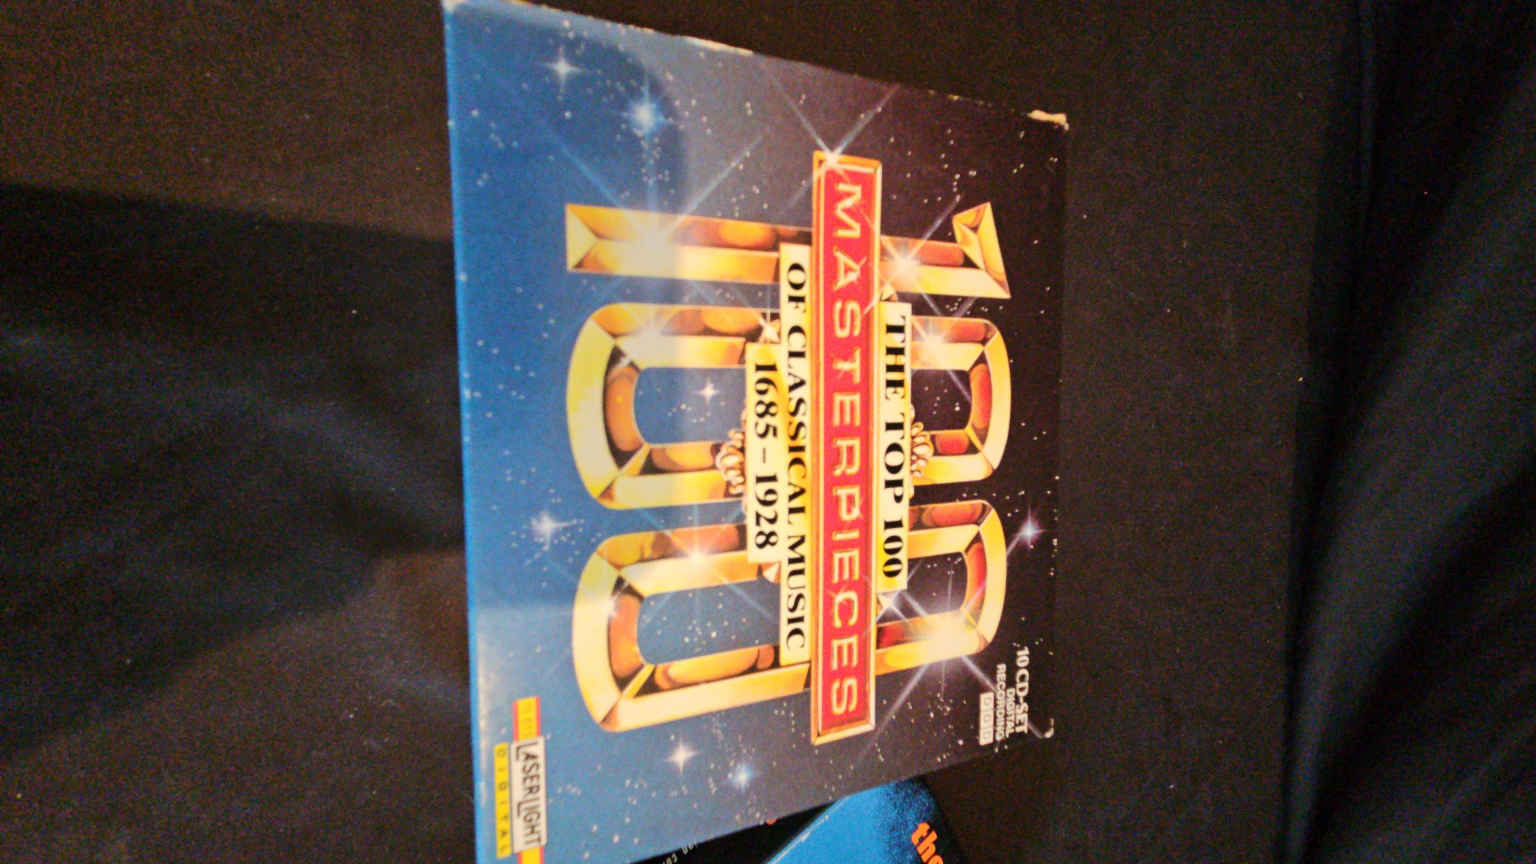 10 CD-SET
DIGITAL
RECORDING
DDD
100
THE TOP 100
MASTERPIECES
OF CLASSICAL MUSIC
1685–1928
LASERLIGHT
DIGITAL
the